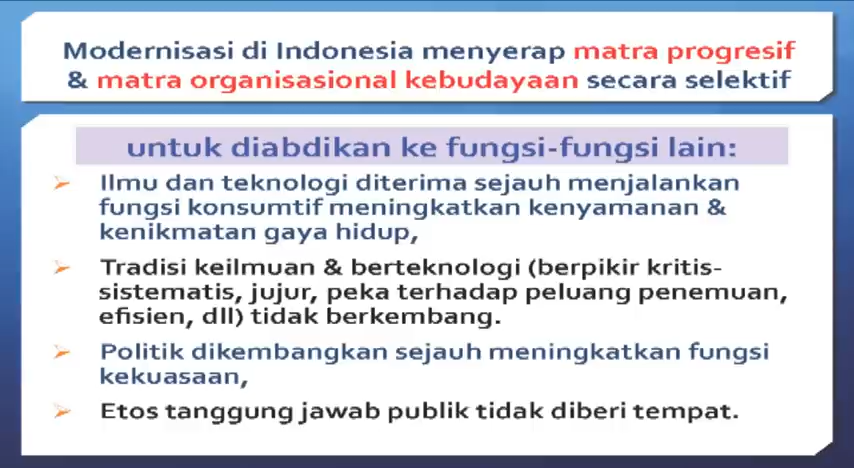 Modernisasi di Indonesia menyerap matra progresif
& matra organisasional kebudayaan secara selektif
untuk diabdikan ke fungsi-fungsi lain:
Ilmu dan teknologi diterima sejauh menjalankan
fungsi konsumtif meningkatkan kenyamanan &
kenikmatan gaya hidup,
Tradisi keilmuan & berteknologi (berpikir kritis-
sistematis, jujur, peka terhadap peluang penemuan,
efisien, dll) tidak berkembang.
Politik dikembangkan sejauh meningkatkan fungsi
kekuasaan,
Etos tanggung jawab publik tidak diberi tempat.